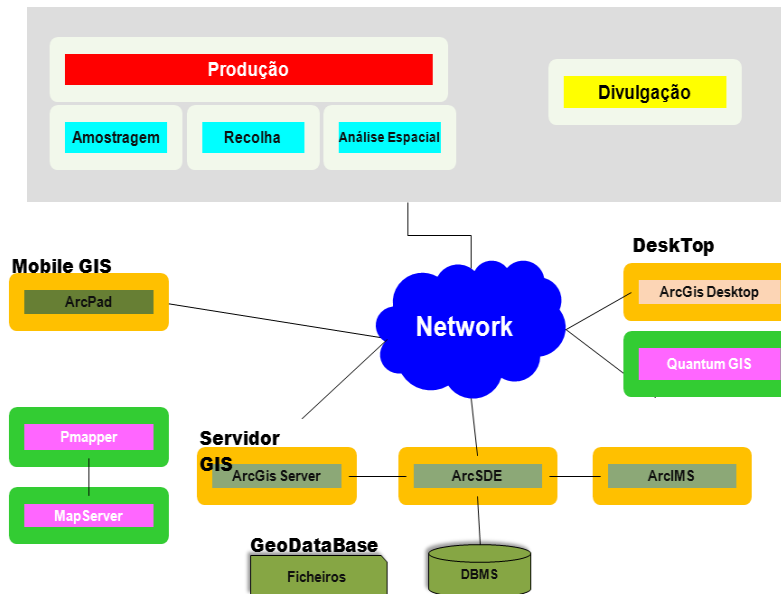 Produção
Divulgação
Amostragem
Recolha
Análise Espacial
DeskTop
Mobile GIS
ArcGis Desktop
ArcPad
Network
Quantum GIS
Pmapper
Servidor
GIS
ArcGis Server
ArcSDE
ArcIMS
MapServer
GeoDataBase
Ficheiros
DBMS